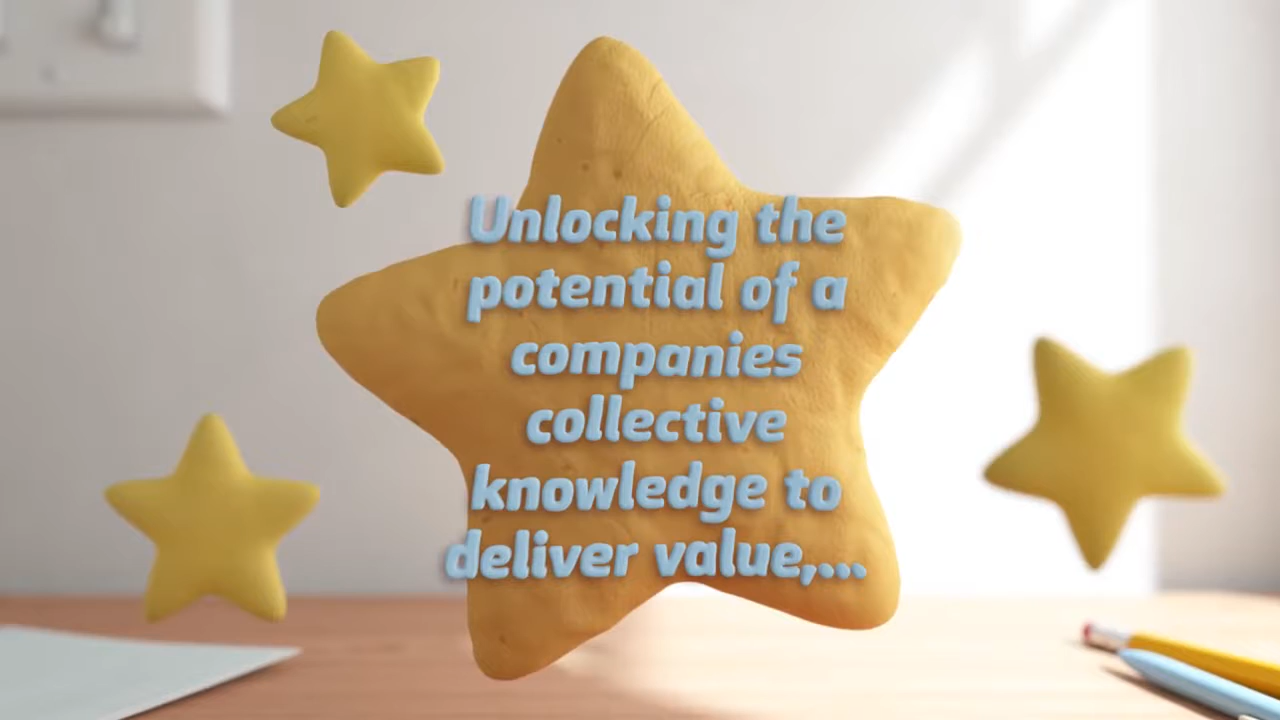 Unlocking the
potential of a
companies
collective
knowledge to
deliver value,...